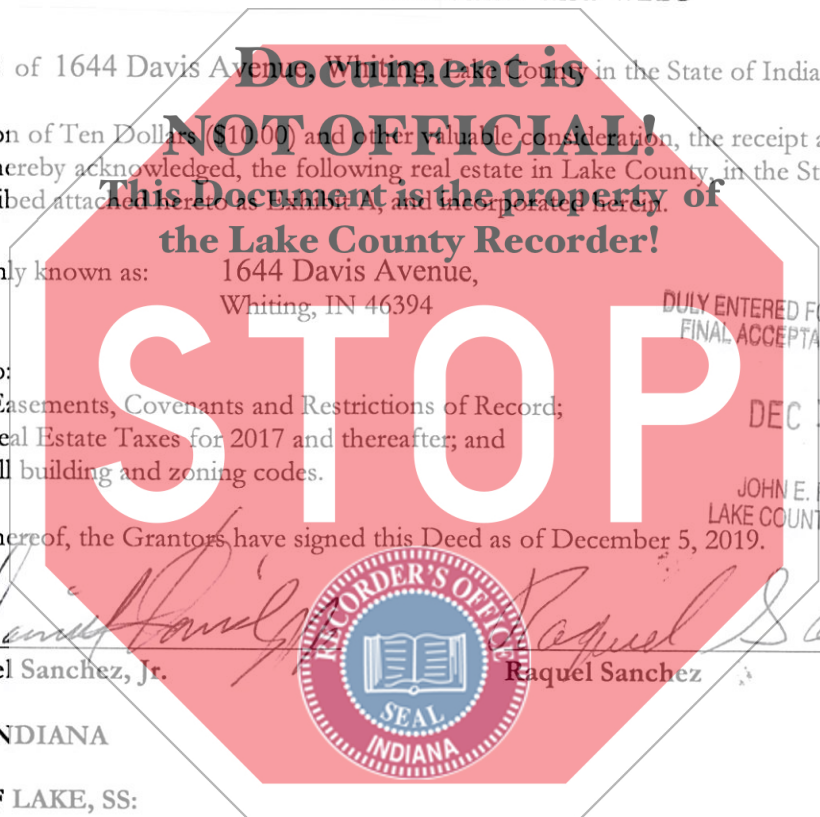 Document is
of 1644 Davis Avenue, Whiting, Lake County in the State of India
NOT OFFICIAL!
on of Ten Dollars ($10.00) and other valuable consideration, the receipt a
hereby acknowledged, the following real estate in Lake County, in the St
This Document is the property of
ibed attached hereto as Exhibit A, and incorporated herein.
the Lake County Recorder!
nly known as: 1644 Davis Avenue,
Whiting, IN 46394
DULY ENTERED FO
FINAL ACCEPTA
STOP
o:
Easements, Covenants and Restrictions of Record;
eal Estate Taxes for 2017 and thereafter; and
DEC
ll building and zoning codes.
JOHN E.
LAKE COUNT
hereof, the Grantors have signed this Deed as of December 5, 2019.
Raquel S
el Sanchez, Jr. Raquel Sanchez
RECORDER'S OFFICE
SEAL
INDIANA
NDIANA
F LAKE, SS: